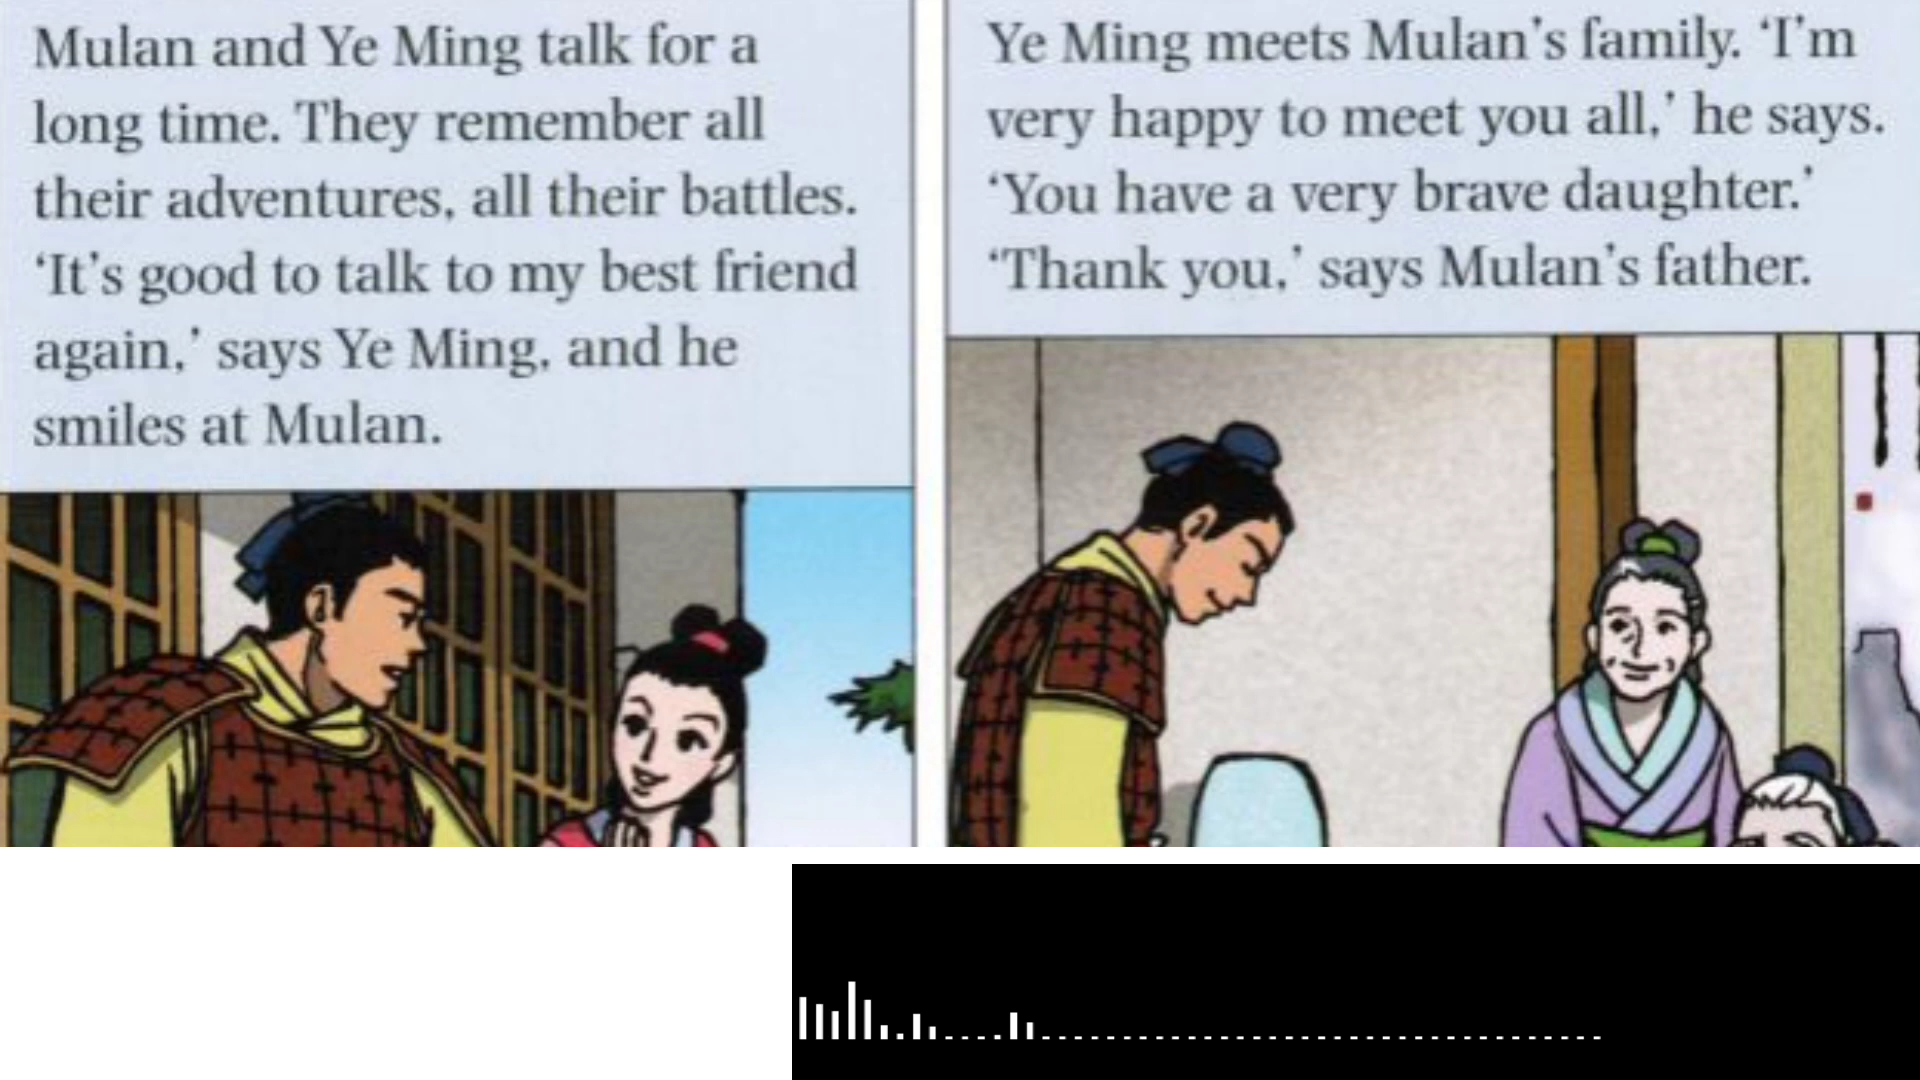 Mulan and Ye Ming talk for a
long time. They remember all
their adventures, all their battles.
‘It’s good to talk to my best friend
again,’ says Ye Ming, and he
smiles at Mulan.
Ye Ming meets Mulan’s family. ‘I’m
very happy to meet you all,’ he says.
‘You have a very brave daughter.’
‘Thank you,’ says Mulan’s father.